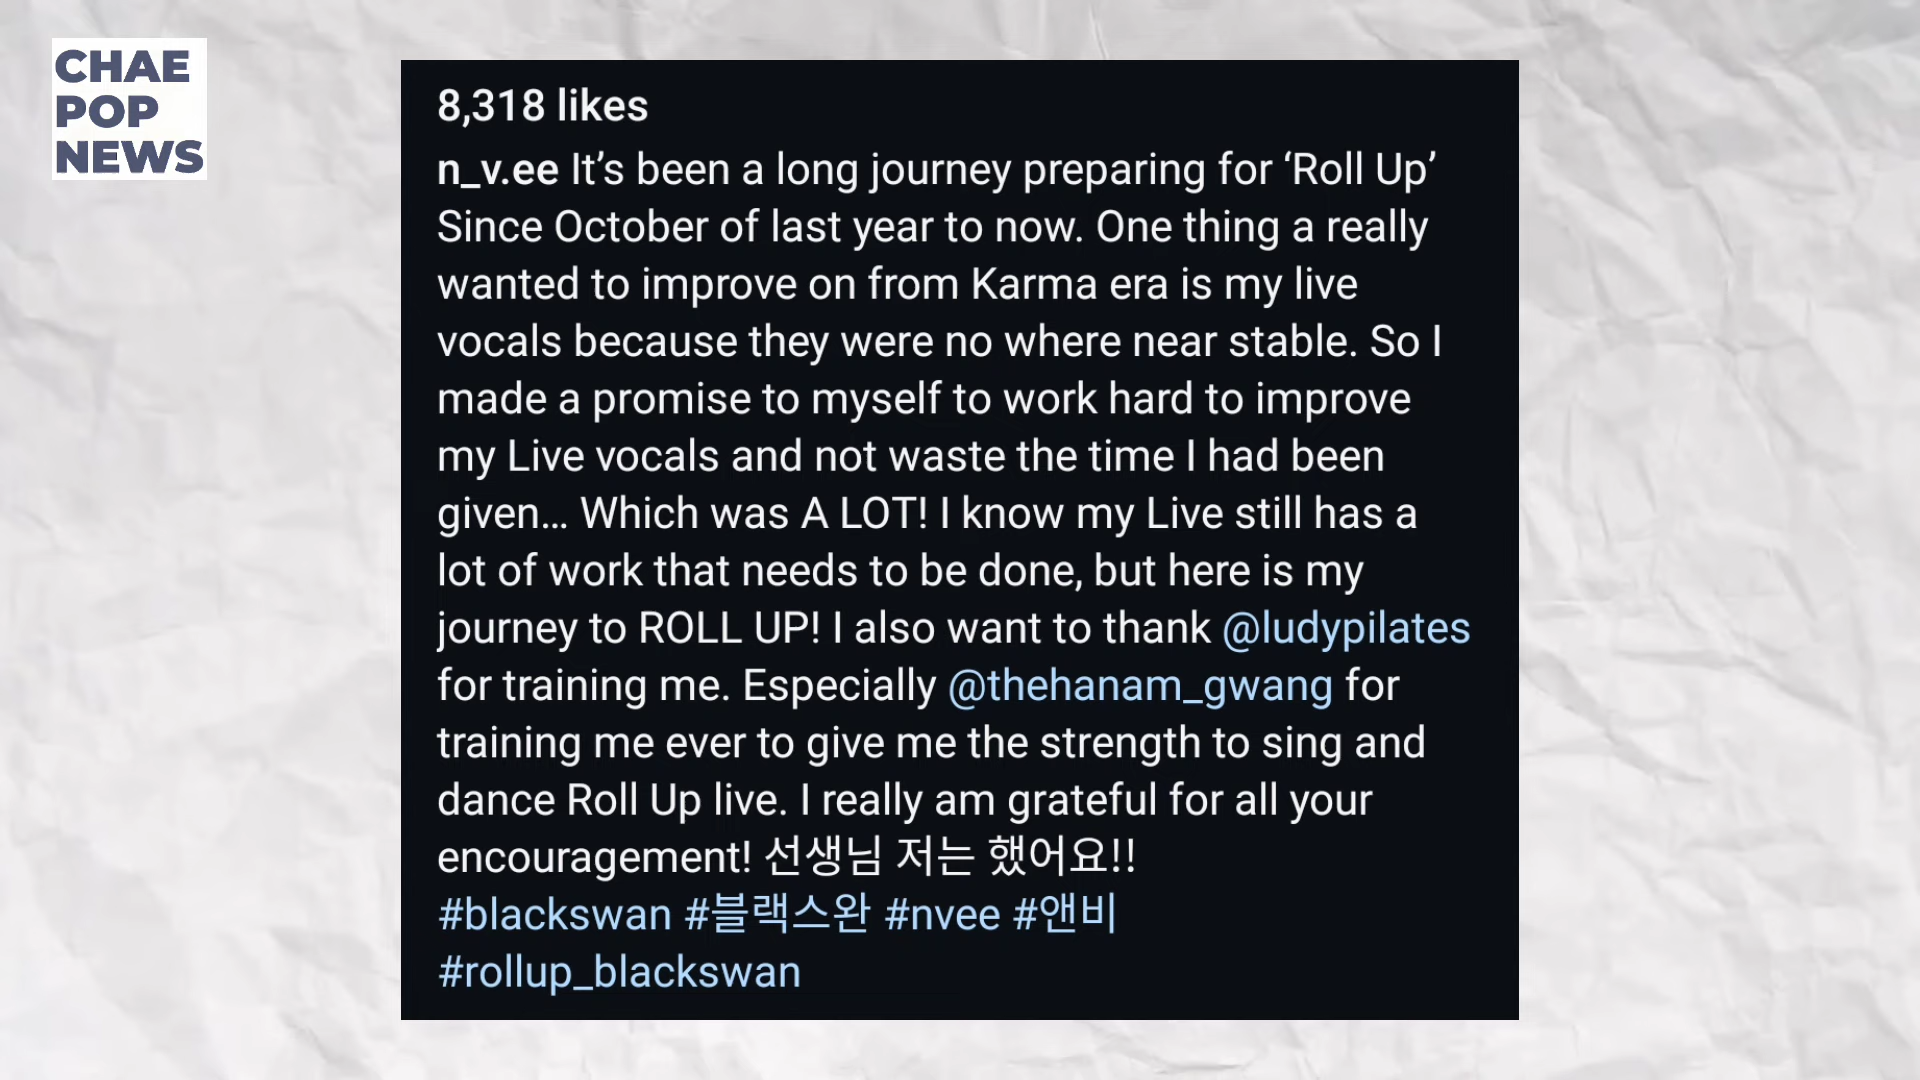 CHAE
POP
NEWS
8,318 likes
n_v.ee It’s been a long journey preparing for ‘Roll Up’
Since October of last year to now. One thing a really
wanted to improve on from Karma era is my live
vocals because they were no where near stable. So I
made a promise to myself to work hard to improve
my Live vocals and not waste the time I had been
given... Which was A LOT! I know my Live still has a
lot of work that needs to be done, but here is my
journey to ROLL UP! I also want to thank @ludypilates
for training me. Especially @thehanam_gwang for
training me ever to give me the strength to sing and
dance Roll Up live. I really am grateful for all your
encouragement! 선생님 저는 했어요!!
#blackswan #블랙스완 #nvee #앤비
#rollup_blackswan